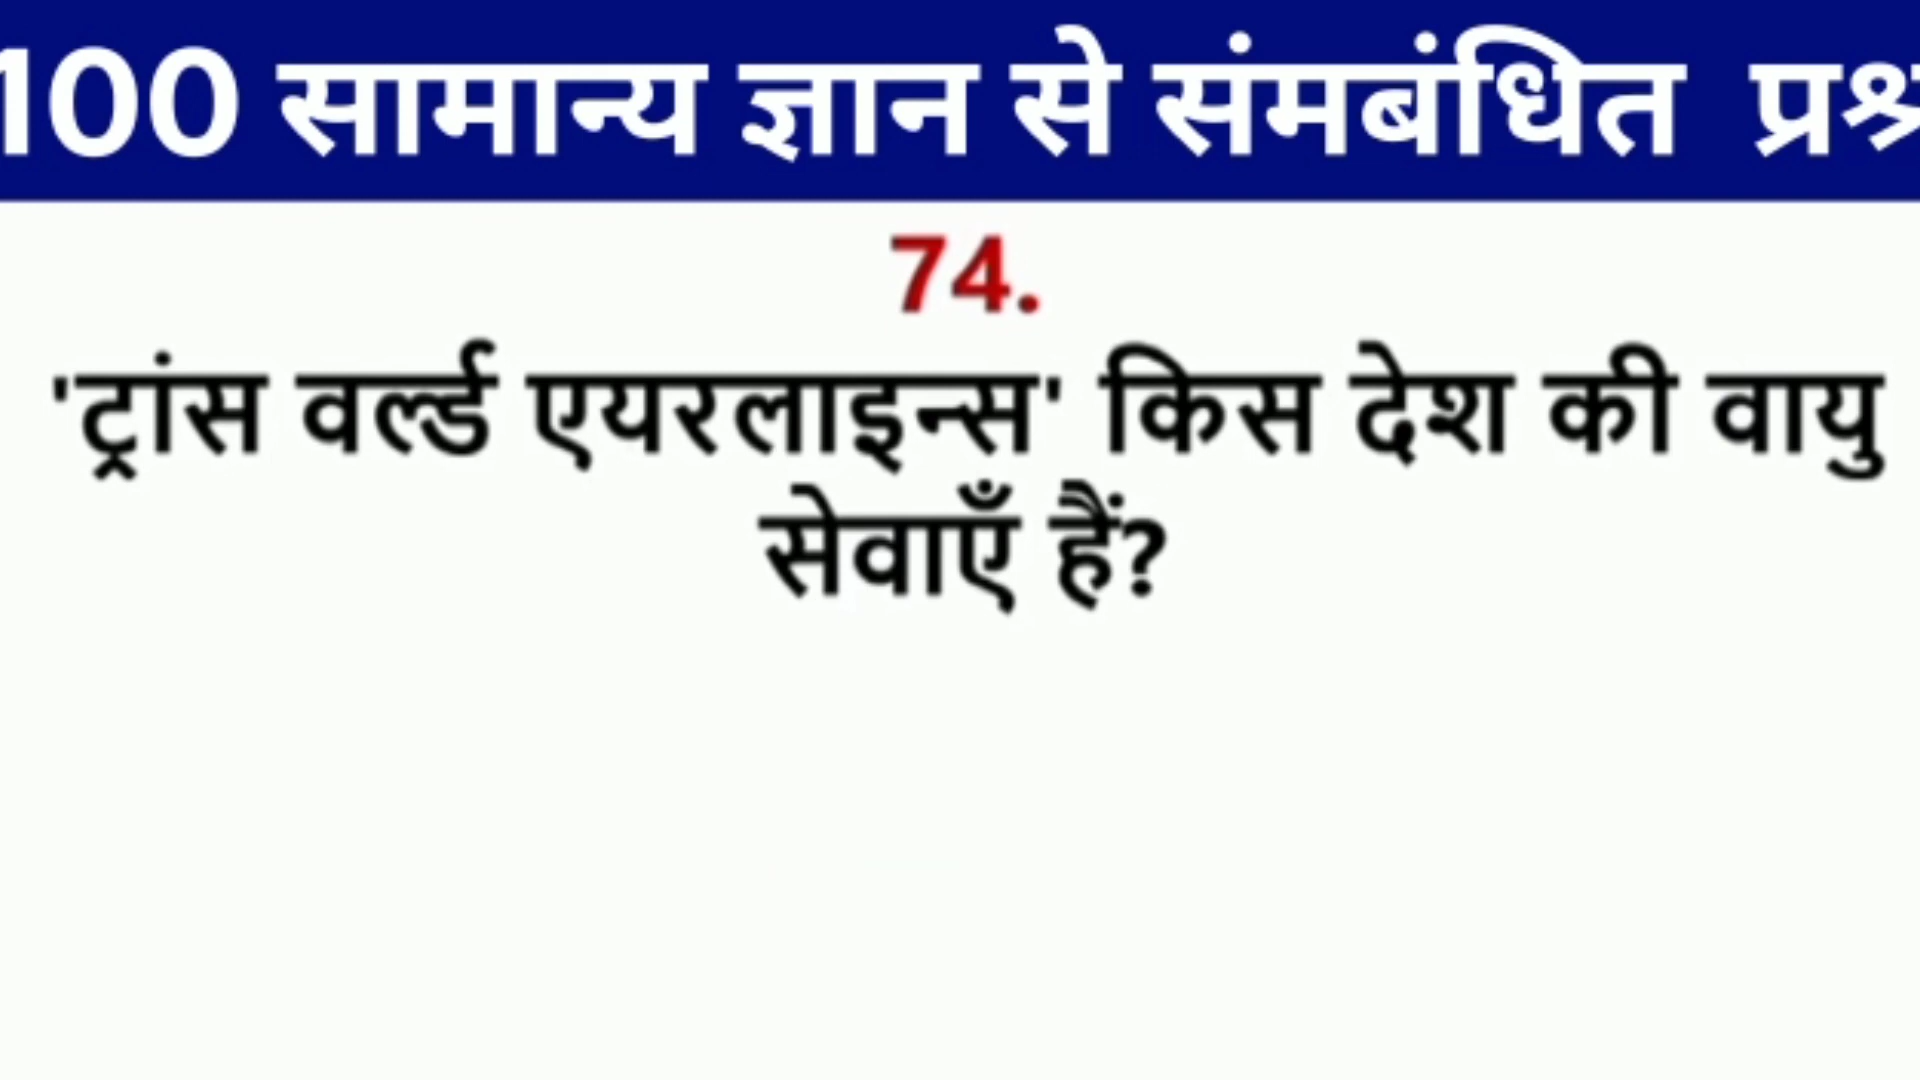 100 सामान्य ज्ञान से संमबंधित प्रश्न
74.
'ट्रांस वर्ल्ड एयरलाइन्स' किस देश की वायु
सेवाएँ हैं?